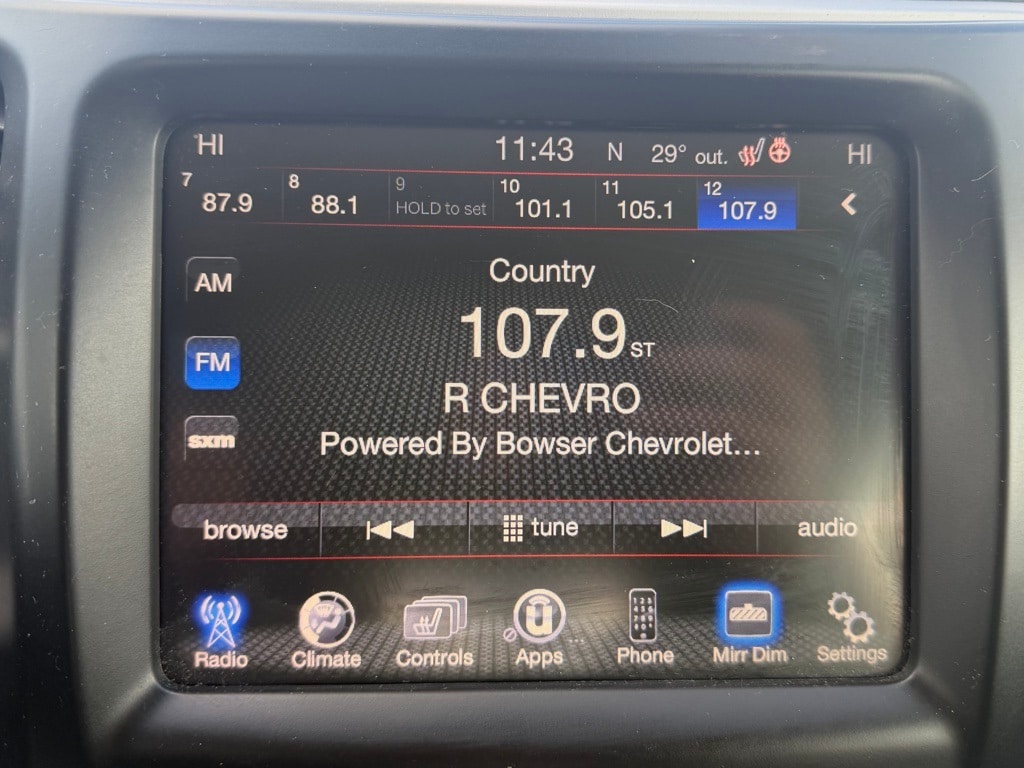 HI 11:43 N 29° out. HI
7 87.9 8 88.1 9 HOLD to set 10 101.1 11 105.1 12 107.9
AM
Country
107.9 ST
FM
R CHEVRO
sxm
Powered By Bowser Chevrolet...
browse tune audio
Radio Climate Controls Apps Phone Mirr Dim Settings